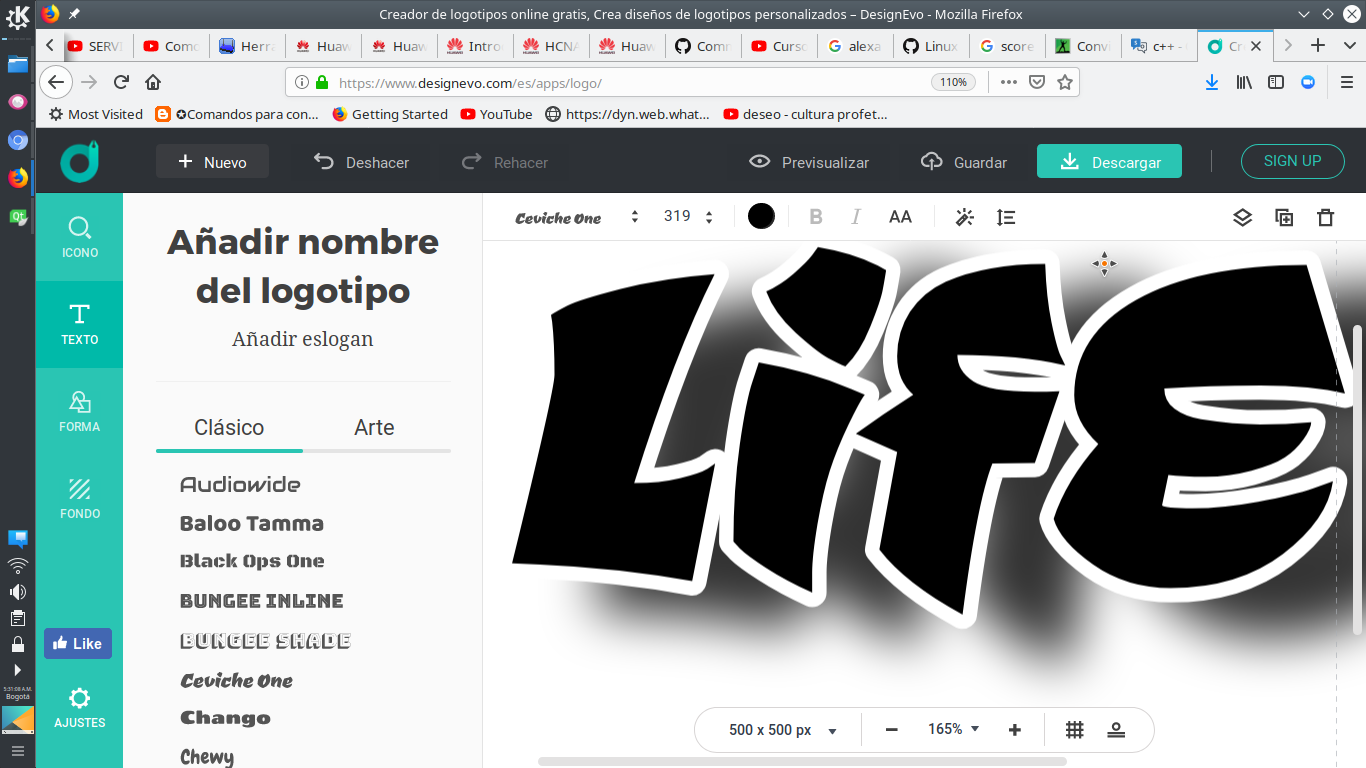 Creador de logotipos online gratis, Crea diseños de logotipos personalizados – DesignEvo - Mozilla Firefox
SERVI
Como
Herra
Huaw
Huaw
Intro
HCNA
Huaw
Comm
Curso
alexa
Linux
score
Convi
c++ -
Cr
https://www.designevo.com/es/apps/logo/
110%
Most Visited
✪Comandos para con...
Getting Started
YouTube
https://dyn.web.what...
deseo - cultura profet...
+ Nuevo
Deshacer
Rehacer
Previsualizar
Guardar
Descargar
SIGN UP
ICONO
TEXTO
FORMA
FONDO
Like
AJUSTES
Añadir nombre
del logotipo
Añadir eslogan
Clásico
Arte
Audiowide
Baloo Tamma
Black Ops One
BUNGEE INLINE
BUNGEE SHADE
Ceviche One
Chango
Chewy
Ceviche One
319
B
I
AA
LifE
500 x 500 px
165%
5:31:08 A.M.
Bogotá
Qt